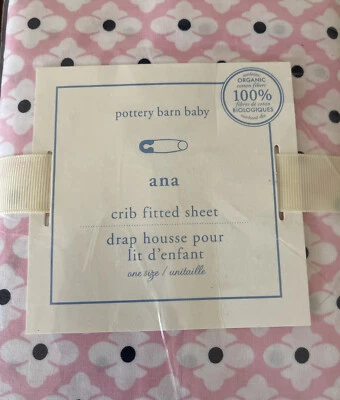 ORGANIC
cotton fibers
100%
fibres de coton
BIOLOGIQUES
pottery barn baby
ana
crib fitted sheet
drap housse pour
lit d'enfant
one size / unitaille